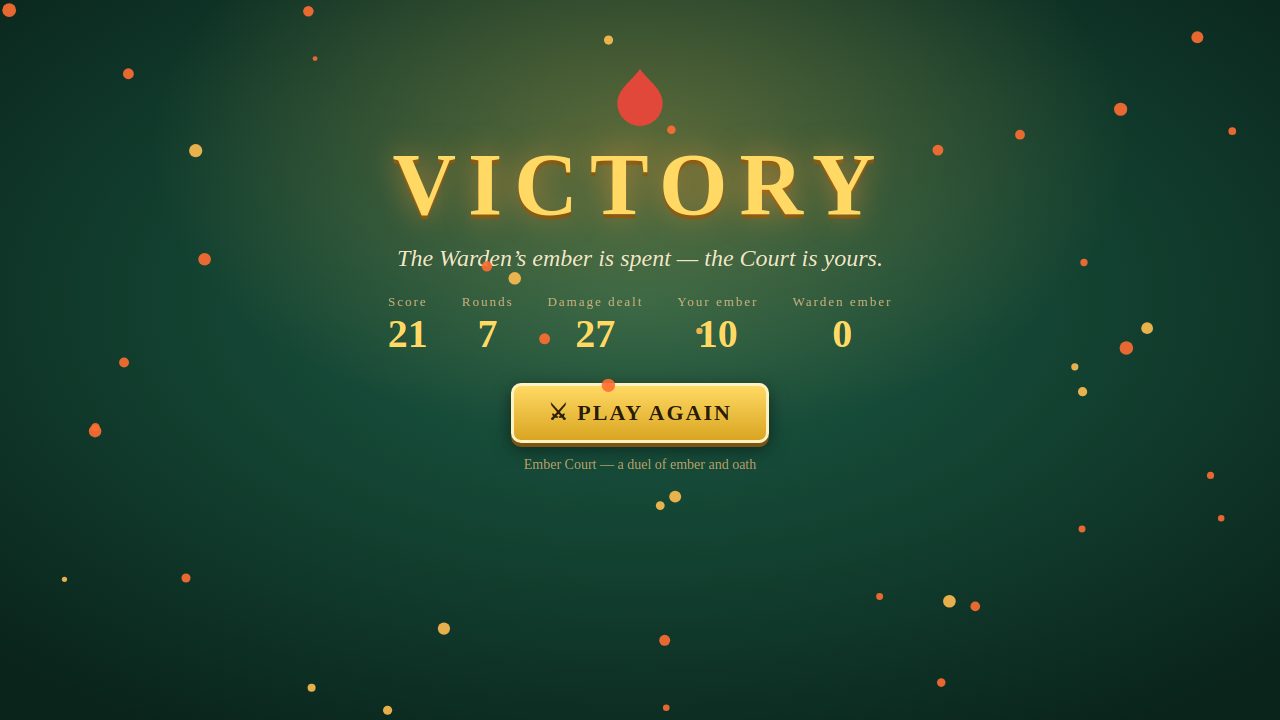 VICTORY
The Warden’s ember is spent — the Court is yours.
Score Rounds Damage dealt Your ember Warden ember
21 7 27 10 0
⚔ PLAY AGAIN
Ember Court — a duel of ember and oath